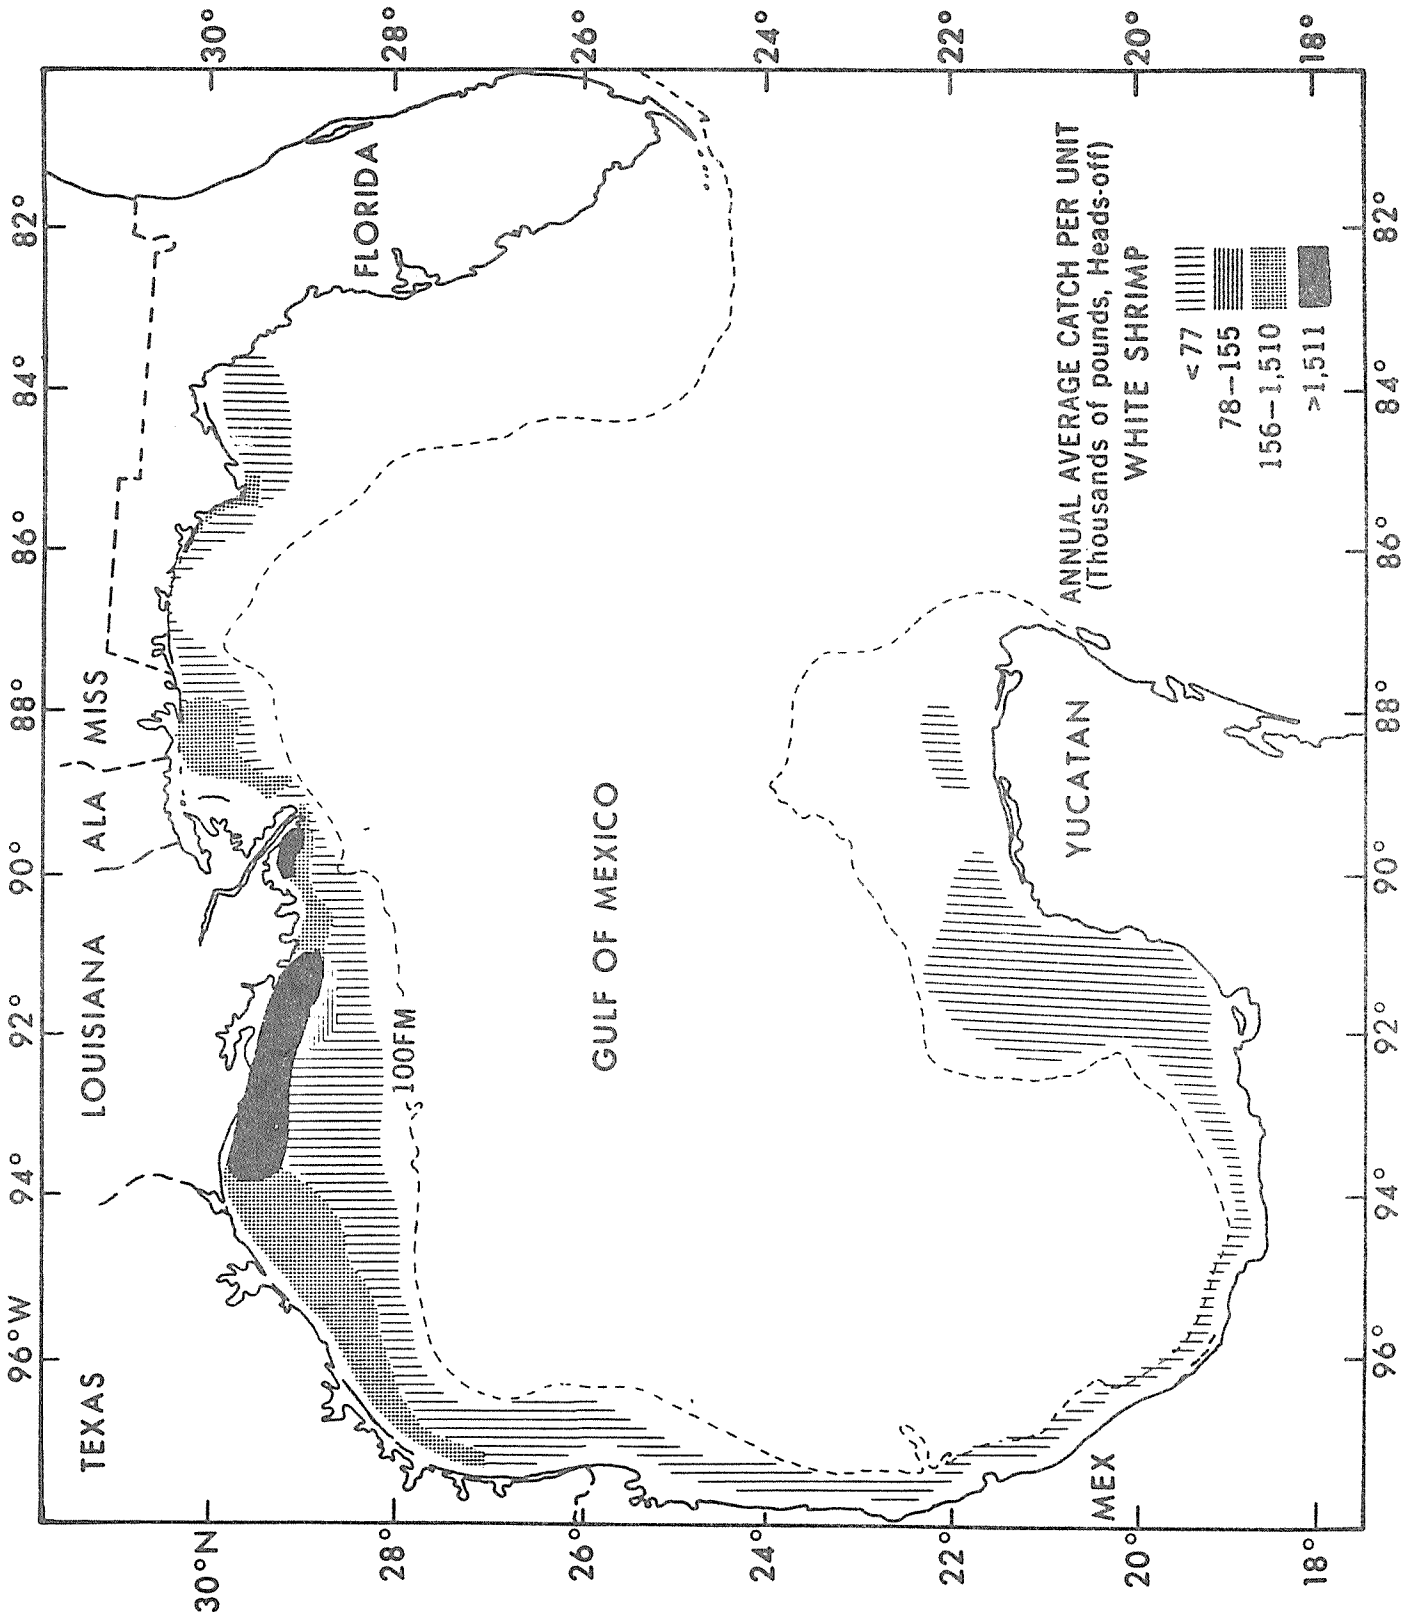 96°W 94° 92° 90° 88° 86° 84° 82°
TEXAS LOUISIANA ALA MISS
30°N 30°
FLORIDA
28° 28°
100FM
26° 26°
GULF OF MEXICO
24° 24°
22° 22°
YUCATAN
MEX
20° 20°
ANNUAL AVERAGE CATCH PER UNIT
(Thousands of pounds, Heads-off)
WHITE SHRIMP
<77
78–155
156–1,510
>1,511
18° 18°
96° 94° 92° 90° 88° 86° 84° 82°